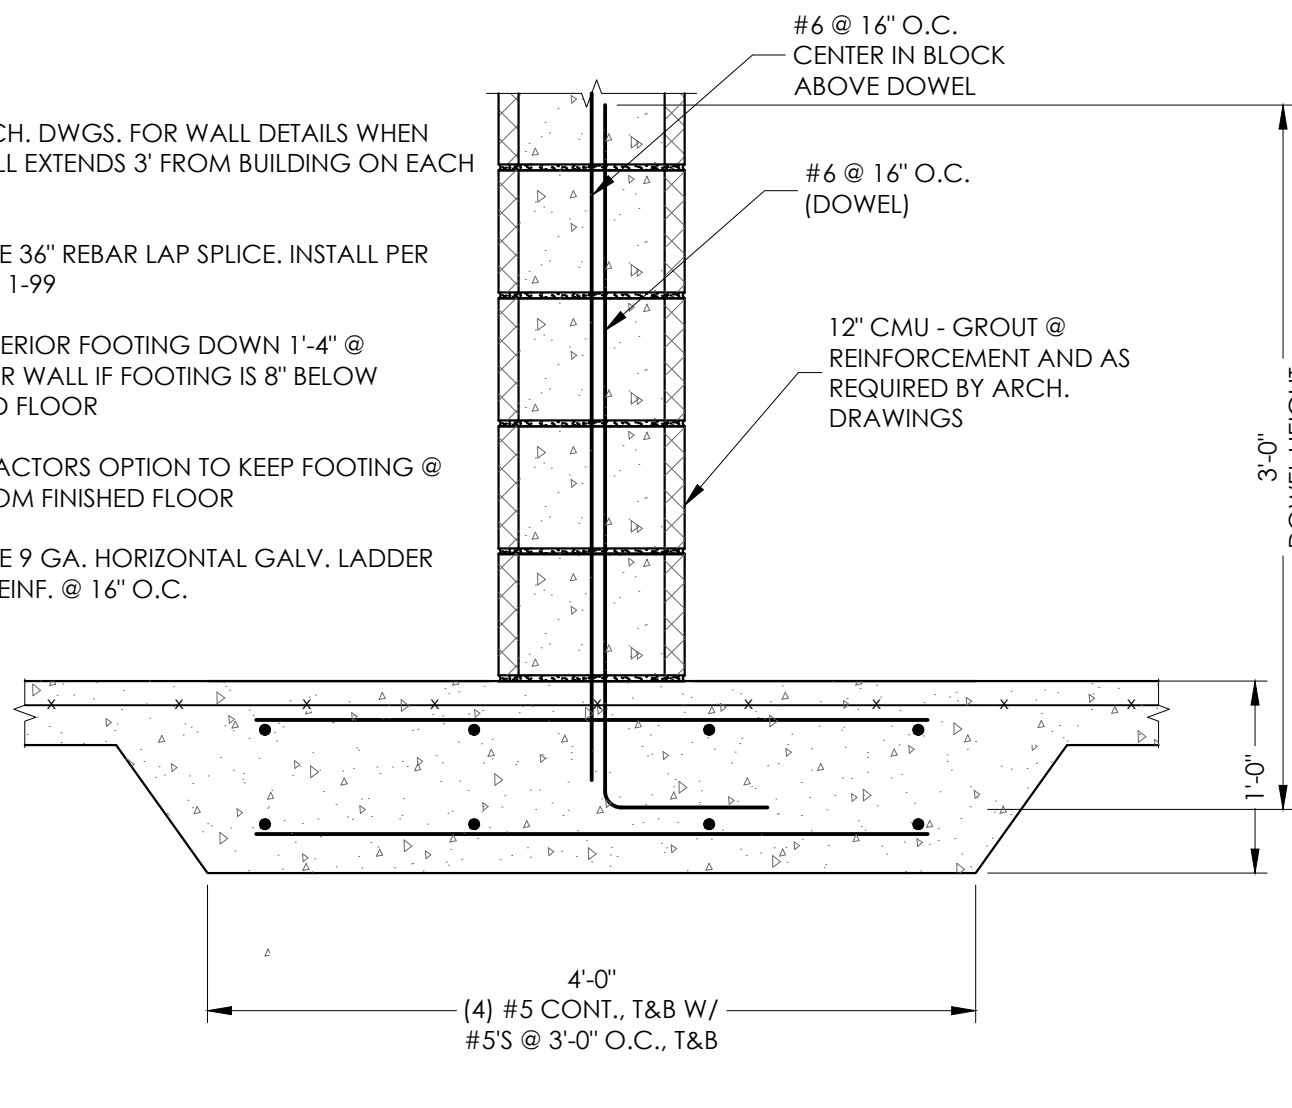 #6 @ 16" O.C.
CENTER IN BLOCK
ABOVE DOWEL
CH. DWGS. FOR WALL DETAILS WHEN
LL EXTENDS 3' FROM BUILDING ON EACH
#6 @ 16" O.C.
(DOWEL)
E 36" REBAR LAP SPLICE. INSTALL PER
1-99
12" CMU - GROUT @
REINFORCEMENT AND AS
REQUIRED BY ARCH.
DRAWINGS
ERIOR FOOTING DOWN 1'-4" @
R WALL IF FOOTING IS 8" BELOW
D FLOOR
ACTORS OPTION TO KEEP FOOTING @
OM FINISHED FLOOR
E 9 GA. HORIZONTAL GALV. LADDER
EINF. @ 16" O.C.
3'-0"
DOWEL HEIGHT
1'-0"
x x x x x x x x x
4'-0"
(4) #5 CONT., T&B W/
#5'S @ 3'-0" O.C., T&B